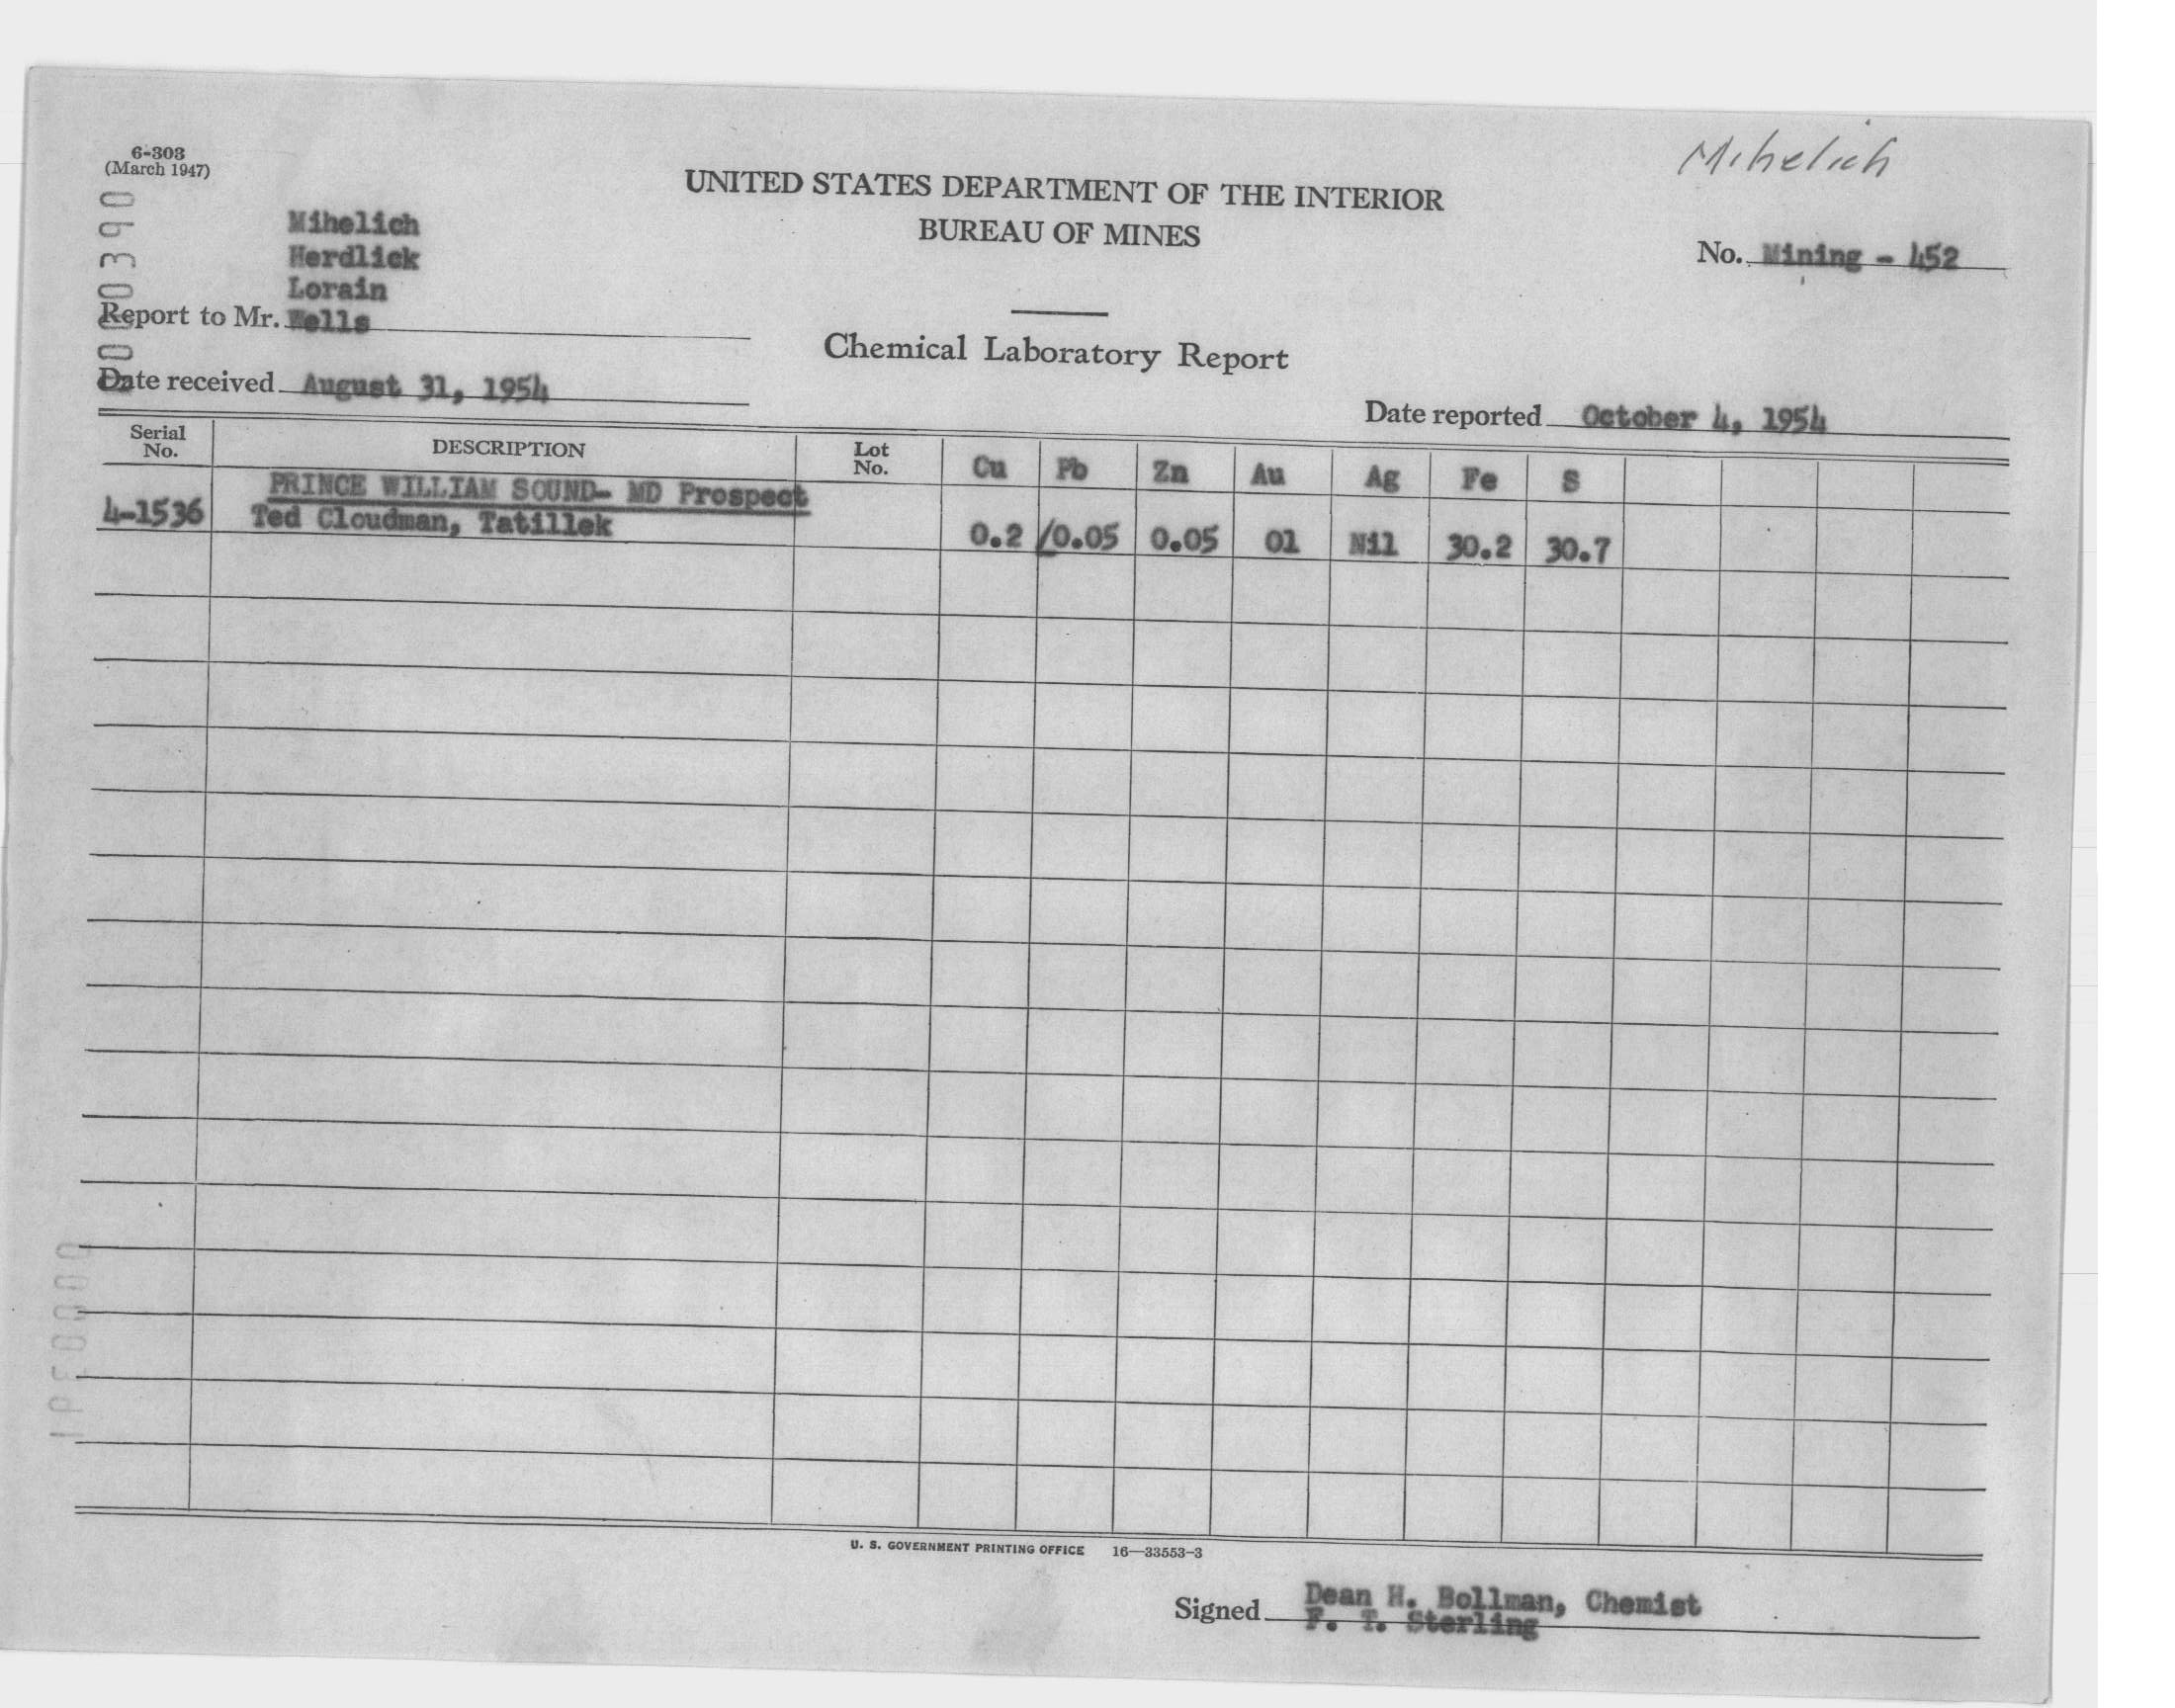 6-303
(March 1947)
Mihelich
UNITED STATES DEPARTMENT OF THE INTERIOR
BUREAU OF MINES
No. Mining - 452
Mihelich
Herdlick
Lorain
Report to Mr. Wells
Chemical Laboratory Report
Date received August 31, 1954
Date reported October 4, 1954
Serial No. DESCRIPTION Lot No. Cu Pb Zn Au Ag Fe S
PRINCE WILLIAM SOUND- MD Prospect
4-1536 Ted Cloudman, Tatillek 0.2 /0.05 0.05 01 Nil 30.2 30.7
U. S. GOVERNMENT PRINTING OFFICE 16—33553-3
Signed Dean H. Bollman, Chemist
F. T. Sterling
000390
000391